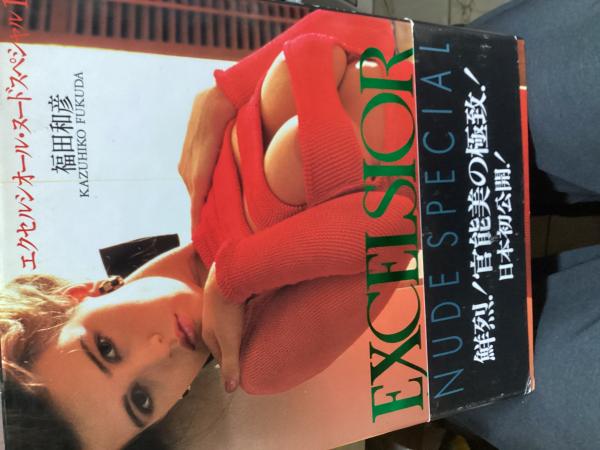 エクセルシオール・ヌードスペシャル1
福田和彦
KAZUHIKO FUKUDA
EXCELSIOR
NUDE SPECIAL
鮮烈!官能美の極致!
日本初公開!